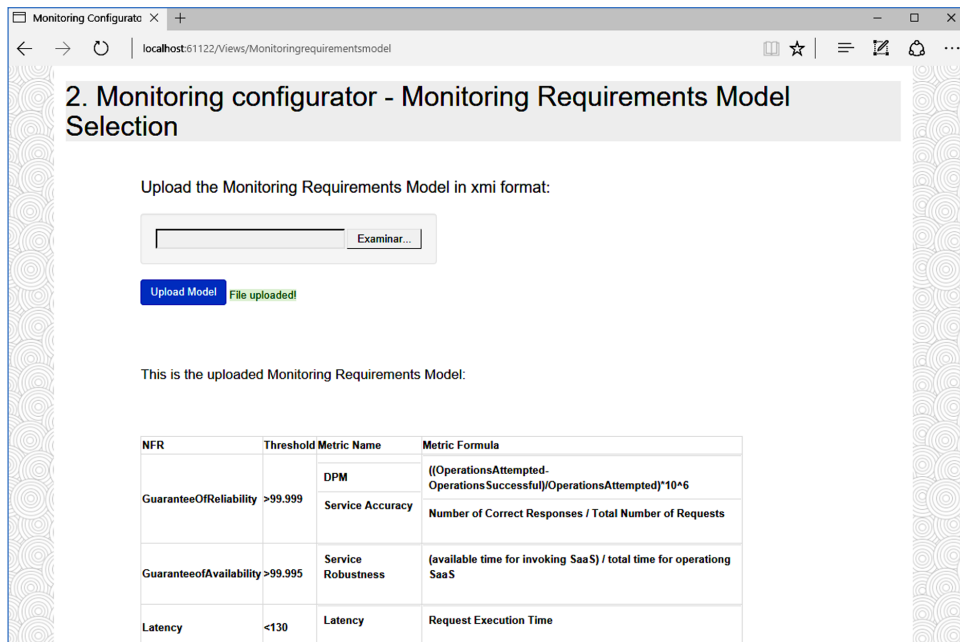 Monitoring Configurato
localhost:61122/Views/Monitoringrequirementsmodel
2. Monitoring configurator - Monitoring Requirements Model
Selection
Upload the Monitoring Requirements Model in xmi format:
Examinar...
Upload Model File uploaded!
This is the uploaded Monitoring Requirements Model:
NFR Threshold Metric Name Metric Formula
GuaranteeOfReliability >99.999
DPM
((OperationsAttempted-
OperationsSuccessful)/OperationsAttempted)*10^6
Service Accuracy
Number of Correct Responses / Total Number of Requests
GuaranteeofAvailability >99.995
Service
Robustness
(available time for invoking SaaS) / total time for operationg
SaaS
Latency <130
Latency
Request Execution Time